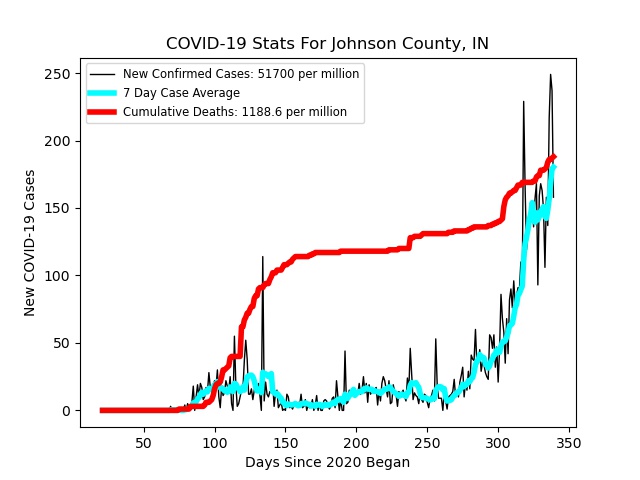 COVID-19 Stats For Johnson County, IN
New Confirmed Cases: 51700 per million
7 Day Case Average
Cumulative Deaths: 1188.6 per million
New COVID-19 Cases
250
200
150
100
50
0
50
100
150
200
250
300
350
Days Since 2020 Began